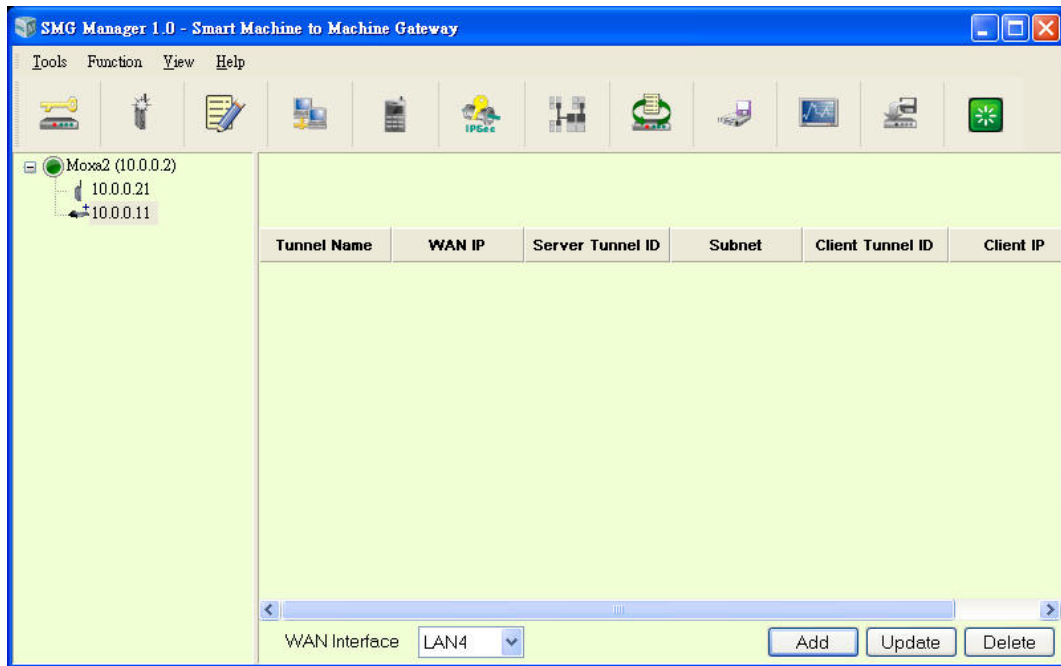 SMG Manager 1.0 - Smart Machine to Machine Gateway
Tools Function View Help
IPSec
Moxa2 (10.0.0.2)
10.0.0.21
10.0.0.11
Tunnel Name WAN IP Server Tunnel ID Subnet Client Tunnel ID Client IP
WAN Interface LAN4 Add Update Delete